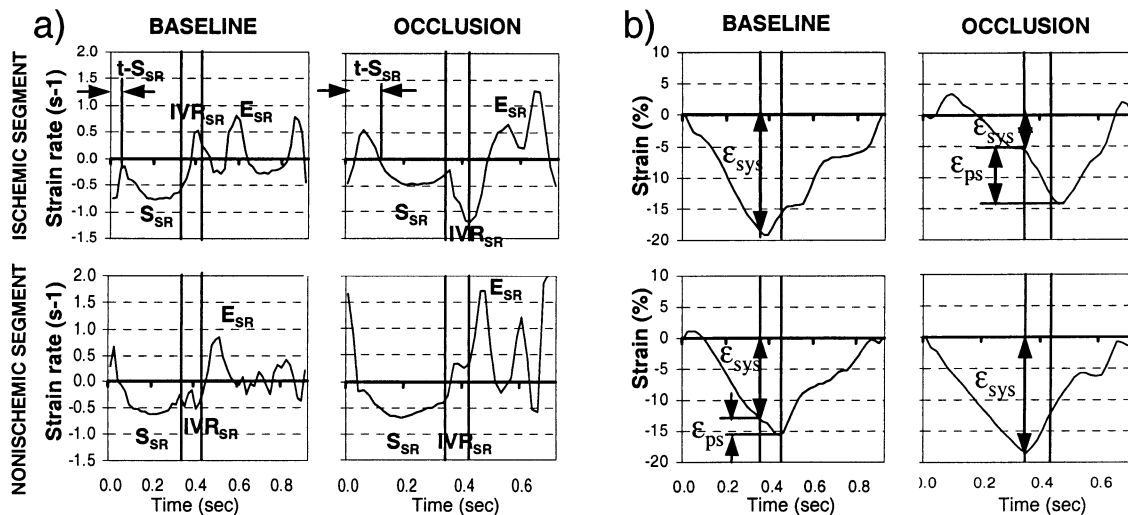 a)
BASELINE
OCCLUSION
ISCHEMIC SEGMENT
Strain rate (s-1)
2.0
1.5
1.0
0.5
0.0
-0.5
-1.0
-1.5
t-SSR
IVRSR
ESR
SSR
t-SSR
ESR
SSR
IVRSR
NONISCHEMIC SEGMENT
Strain rate (s-1)
2.0
1.5
1.0
0.5
0.0
-0.5
-1.0
-1.5
ESR
SSR
IVRSR
0.0 0.2 0.4 0.6 0.8
Time (sec)
ESR
SSR
IVRSR
0.0 0.2 0.4 0.6
Time (sec)
b)
BASELINE
OCCLUSION
Strain (%)
10
5
0
-5
-10
-15
-20
εsys
εsys
εps
Strain (%)
10
5
0
-5
-10
-15
-20
εsys
εps
0.0 0.2 0.4 0.6 0.8
Time (sec)
εsys
0.0 0.2 0.4 0.6
Time (sec)